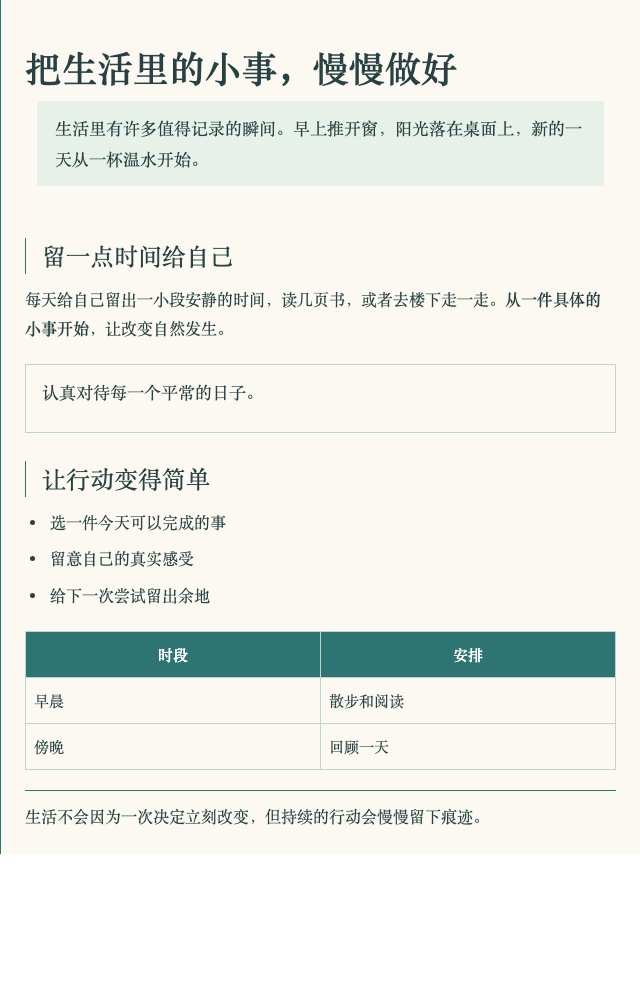 把生活里的小事，慢慢做好
生活里有许多值得记录的瞬间。早上推开窗，阳光落在桌面上，新的一
天从一杯温水开始。
留一点时间给自己
每天给自己留出一小段安静的时间，读几页书，或者去楼下走一走。从一件具体的
小事开始，让改变自然发生。
认真对待每一个平常的日子。
让行动变得简单
• 选一件今天可以完成的事
• 留意自己的真实感受
• 给下一次尝试留出余地
时段 安排
早晨 散步和阅读
傍晚 回顾一天
生活不会因为一次决定立刻改变，但持续的行动会慢慢留下痕迹。